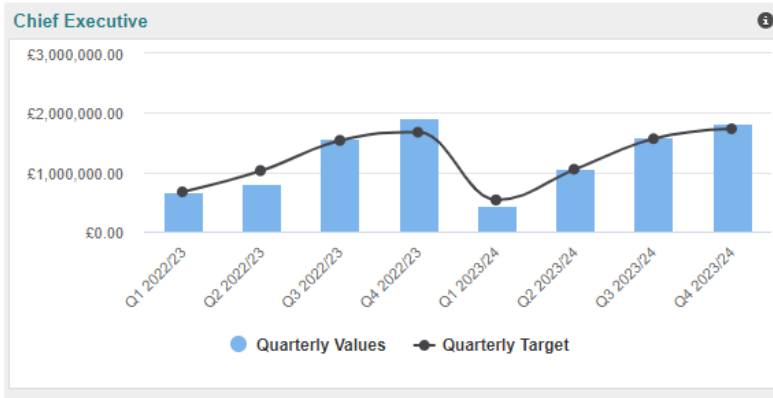 Chief Executive
£3,000,000.00
£2,000,000.00
£1,000,000.00
£0.00
Q1 2022/23
Q2 2022/23
Q3 2022/23
Q4 2022/23
Q1 2023/24
Q2 2023/24
Q3 2023/24
Q4 2023/24
Quarterly Values
Quarterly Target